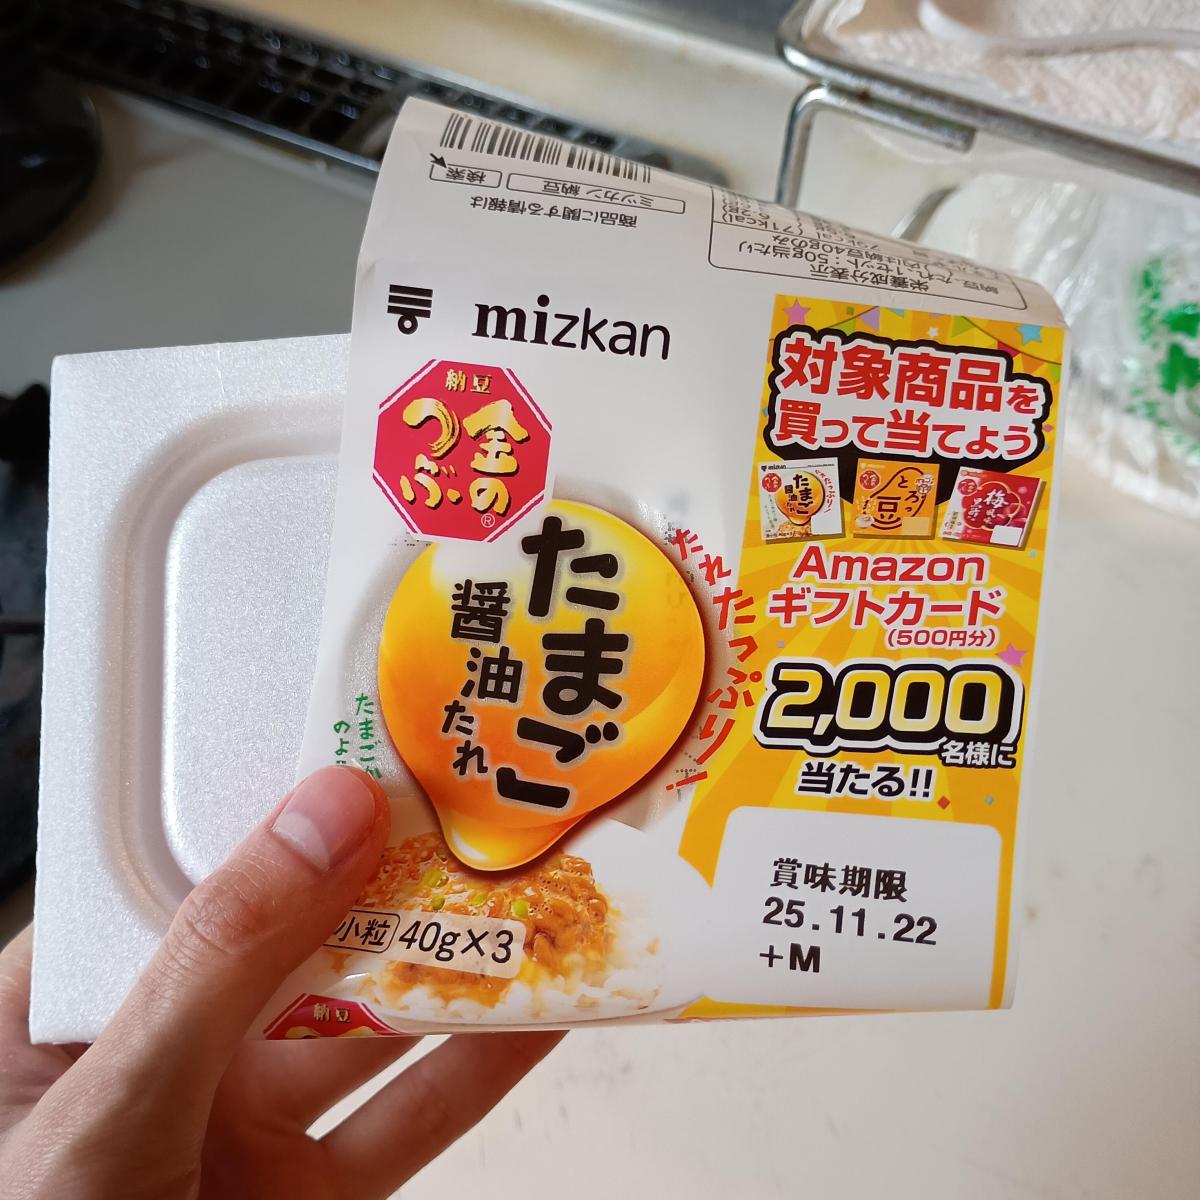 商品に関する情報は
ミツカン 納豆
検索
栄養成分表示
mizkan
納豆
金の
つぶ®
たまご
醤油
たれ
たれ
たっぷり!
小粒 40g×3
納豆
対象商品を
買って当てよう
Amazon
ギフトカード
(500円分)
2,000
名様に
当たる!!
賞味期限
25.11.22
+M